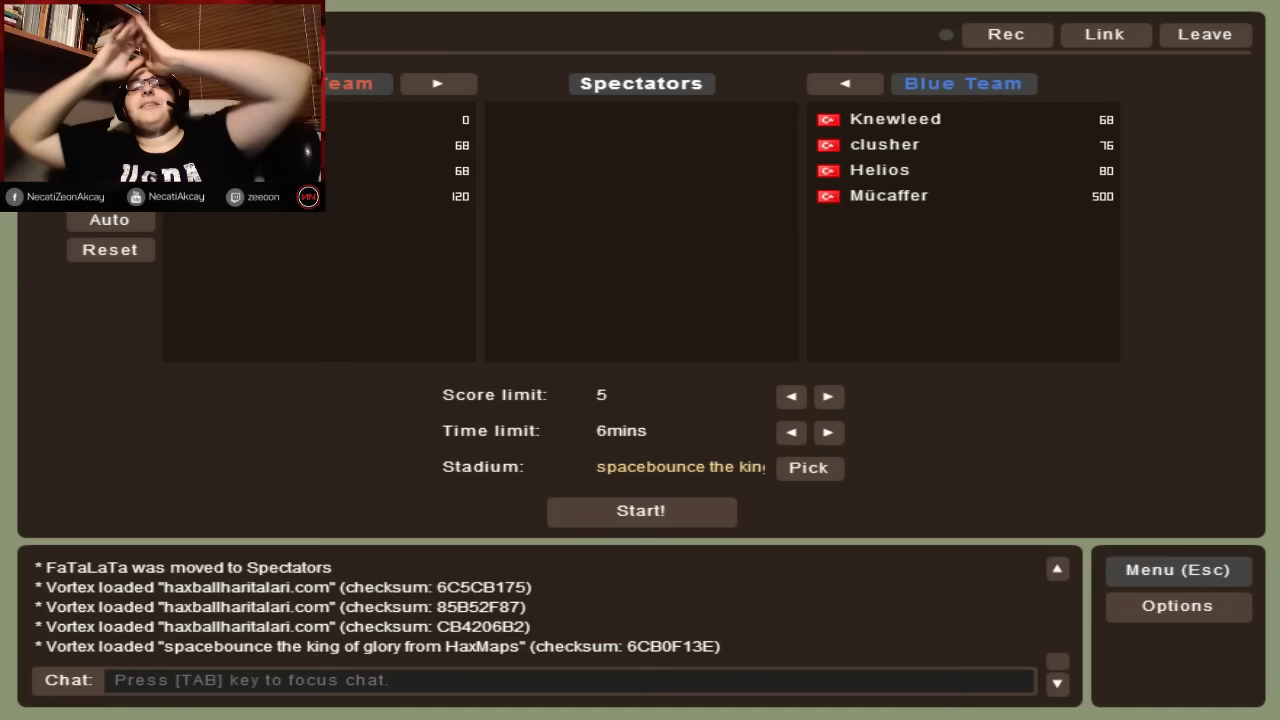 Rec
Link
Leave
Team
►
Spectators
◄
Blue Team
0
68
68
120
Knewleed 68
clusher 76
Helios 80
Mücaffer 500
NecatiZeonAkcay
NecatiAkcay
zeeoon
Auto
Reset
Score limit: 5 ◄ ►
Time limit: 6mins ◄ ►
Stadium: spacebounce the king Pick
Start!
* FaTaLaTa was moved to Spectators
* Vortex loaded "haxballharitalari.com" (checksum: 6C5CB175)
* Vortex loaded "haxballharitalari.com" (checksum: 85B52F87)
* Vortex loaded "haxballharitalari.com" (checksum: CB4206B2)
* Vortex loaded "spacebounce the king of glory from HaxMaps" (checksum: 6CB0F13E)
Chat: Press [TAB] key to focus chat.
Menu (Esc)
Options